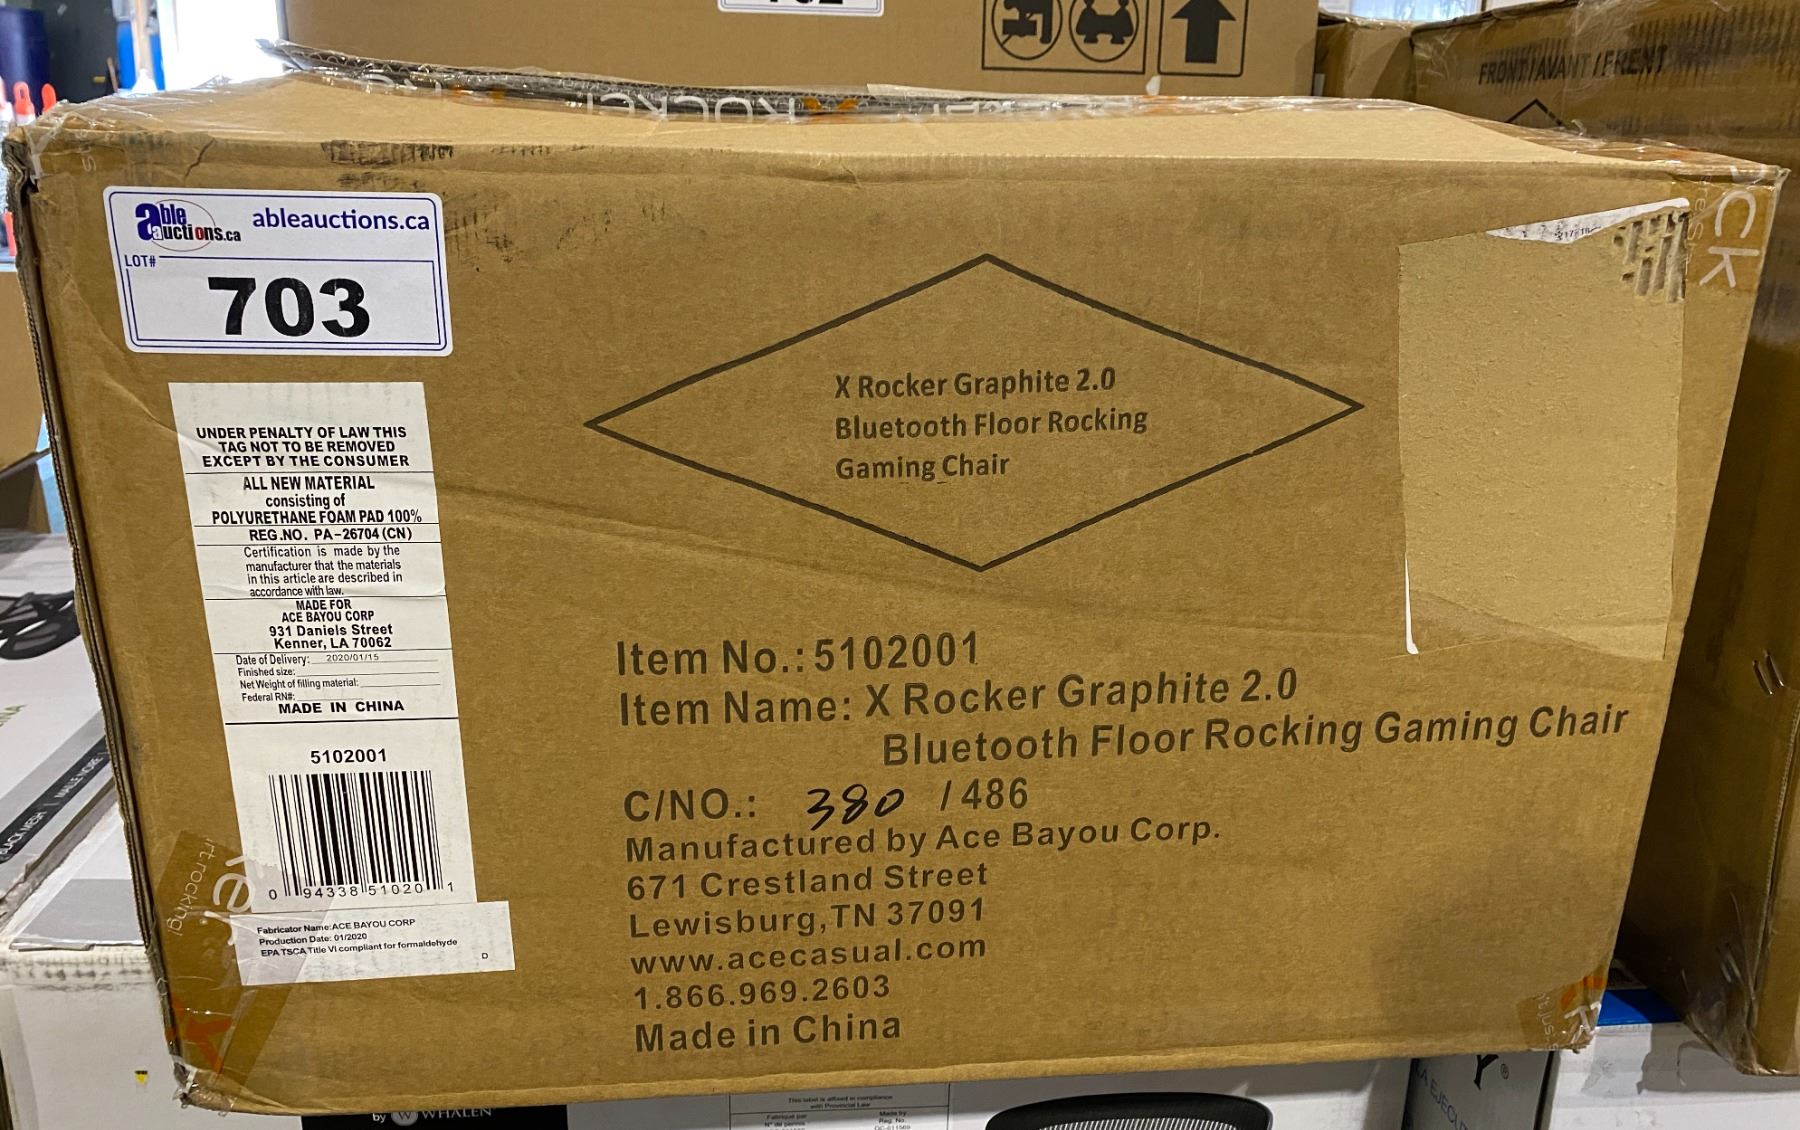 FRONT/AVANT/FRENT
able
auctions.ca
ableauctions.ca
LOT#
703
UNDER PENALTY OF LAW THIS
TAG NOT TO BE REMOVED
EXCEPT BY THE CONSUMER
ALL NEW MATERIAL
consisting of
POLYURETHANE FOAM PAD 100%
REG.NO. PA-26704(CN)
Certification is made by the
manufacturer that the materials
in this article are described in
accordance with law.
MADE FOR
ACE BAYOU CORP
931 Daniels Street
Kenner, LA 70062
Date of Delivery: 2020/01/15
Finished size:
Net Weight of filling material:
Federal RN#:
MADE IN CHINA
5102001
0 94338 51020 1
Fabricator Name:ACE BAYOU CORP
Production Date: 01/2020
EPA TSCA Title VI compliant for formaldehyde
D
X Rocker Graphite 2.0
Bluetooth Floor Rocking
Gaming Chair
Item No.: 5102001
Item Name: X Rocker Graphite 2.0
Bluetooth Floor Rocking Gaming Chair
C/NO.: 380 / 486
Manufactured by Ace Bayou Corp.
671 Crestland Street
Lewisburg,TN 37091
www.acecasual.com
1.866.969.2603
Made in China
by W WHALEN